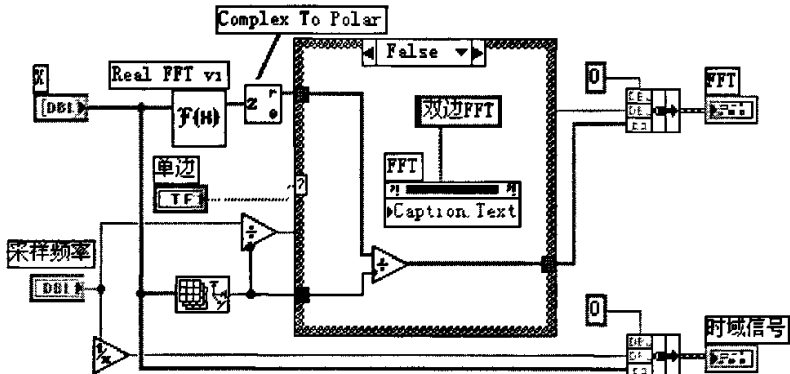 Complex To Polar
False
X
Real FFT v1
0
FFT
[DBL]
F{H}
z
r
θ
双边FFT
单边
?
FFT
TF
Caption Text
÷
采样频率
÷
DBL
0
时域信号
1/x